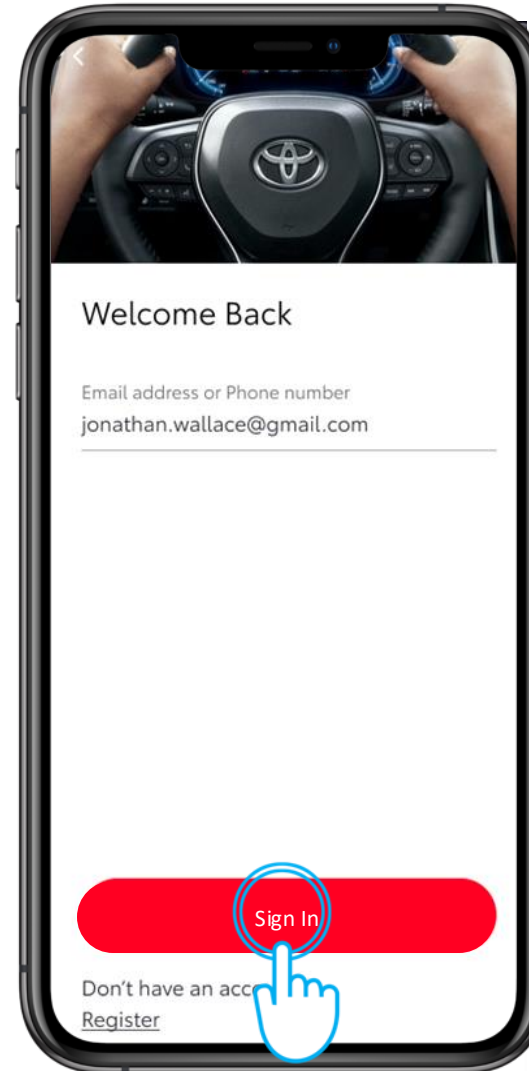 Welcome Back
Email address or Phone number
jonathan.wallace@gmail.com
Sign In
Don't have an acc
Register